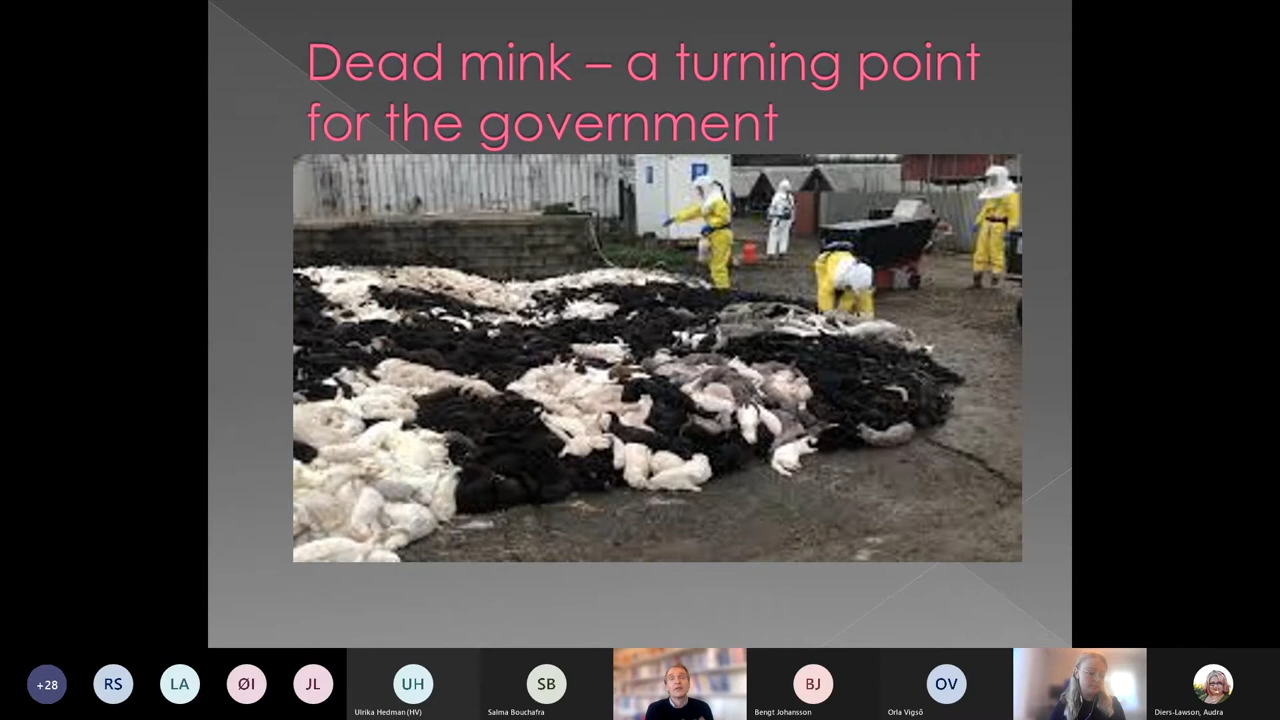 Dead mink – a turning point
for the government
+28
RS
LA
ØI
JL
UH
Ulrika Hedman (HV)
SB
Salma Bouchafra
BJ
Bengt Johansson
OV
Orla Vigsö
Diers-Lawson, Audra